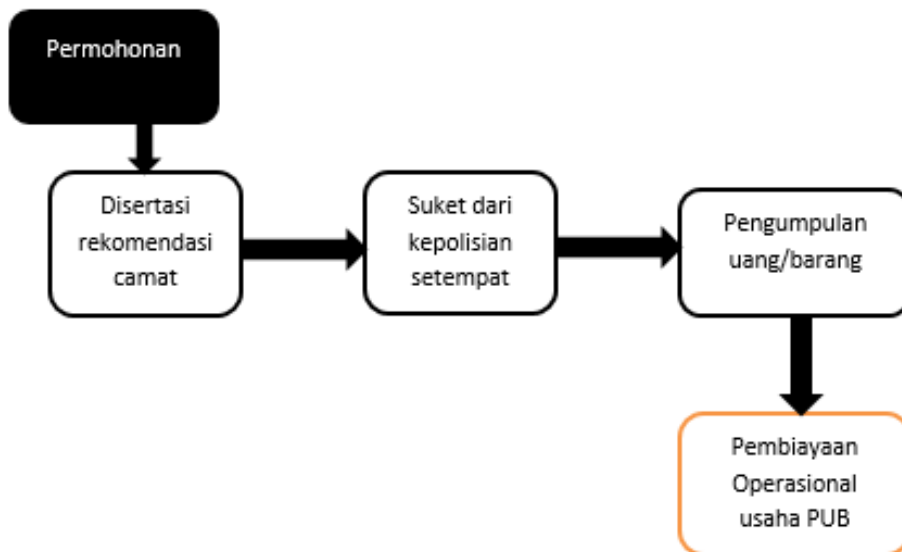 Permohonan
Disertasi
rekomendasi
camat
Suket dari
kepolisian
setempat
Pengumpulan
uang/barang
Pembiayaan
Operasional
usaha PUB